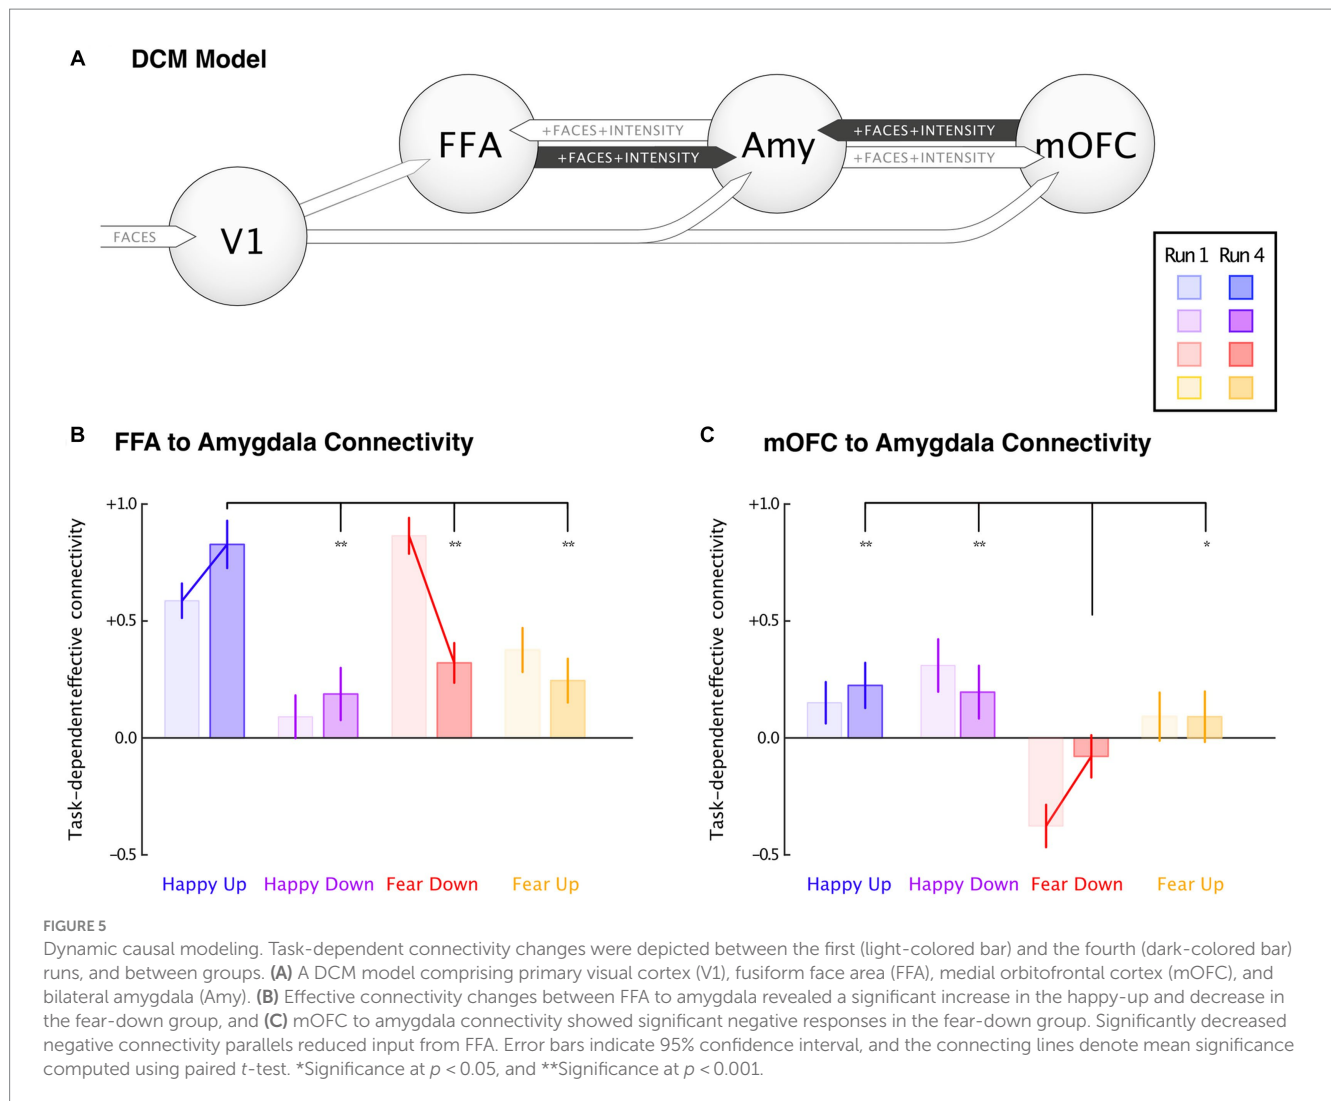 A DCM Model
FFA
Amy
mOFC
V1
FACES
+FACES+INTENSITY
+FACES+INTENSITY
+FACES+INTENSITY
+FACES+INTENSITY
Run 1 Run 4
B FFA to Amygdala Connectivity
Task-dependent effective connectivity
+1.0
+0.5
0.0
-0.5
** ** **
Happy Up Happy Down Fear Down Fear Up
C mOFC to Amygdala Connectivity
Task-dependent effective connectivity
+1.0
+0.5
0.0
-0.5
** ** *
Happy Up Happy Down Fear Down Fear Up
FIGURE 5
Dynamic causal modeling. Task-dependent connectivity changes were depicted between the first (light-colored bar) and the fourth (dark-colored bar)
runs, and between groups. (A) A DCM model comprising primary visual cortex (V1), fusiform face area (FFA), medial orbitofrontal cortex (mOFC), and
bilateral amygdala (Amy). (B) Effective connectivity changes between FFA to amygdala revealed a significant increase in the happy-up and decrease in
the fear-down group, and (C) mOFC to amygdala connectivity showed significant negative responses in the fear-down group. Significantly decreased
negative connectivity parallels reduced input from FFA. Error bars indicate 95% confidence interval, and the connecting lines denote mean significance
computed using paired t-test. *Significance at p < 0.05, and **Significance at p < 0.001.